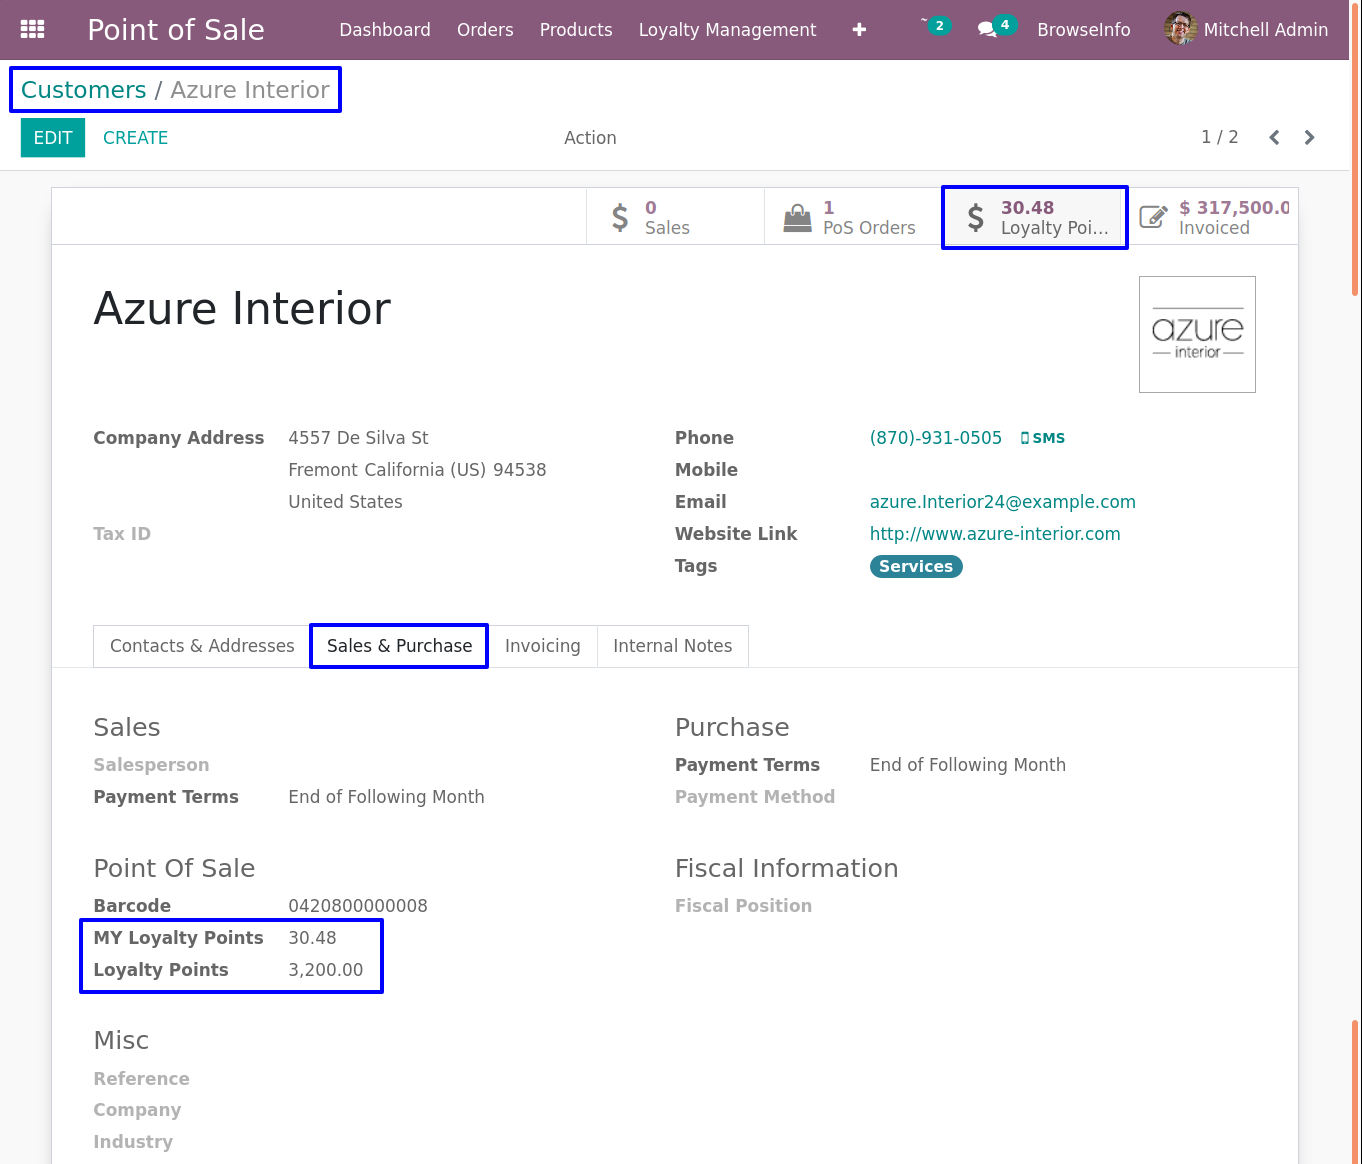 Point of Sale Dashboard Orders Products Loyalty Management 2 4 BrowseInfo Mitchell Admin
Customers / Azure Interior
EDIT CREATE Action 1 / 2
0 1 30.48 $ 317,500.0
Sales PoS Orders Loyalty Poi... Invoiced
Azure Interior
azure
interior
Company Address 4557 De Silva St Phone (870)-931-0505 SMS
Fremont California (US) 94538 Mobile
United States Email azure.Interior24@example.com
Tax ID Website Link http://www.azure-interior.com
Tags Services
Contacts & Addresses Sales & Purchase Invoicing Internal Notes
Sales Purchase
Salesperson Payment Terms End of Following Month
Payment Terms End of Following Month Payment Method
Point Of Sale Fiscal Information
Barcode 0420800000008 Fiscal Position
MY Loyalty Points 30.48
Loyalty Points 3,200.00
Misc
Reference
Company
Industry